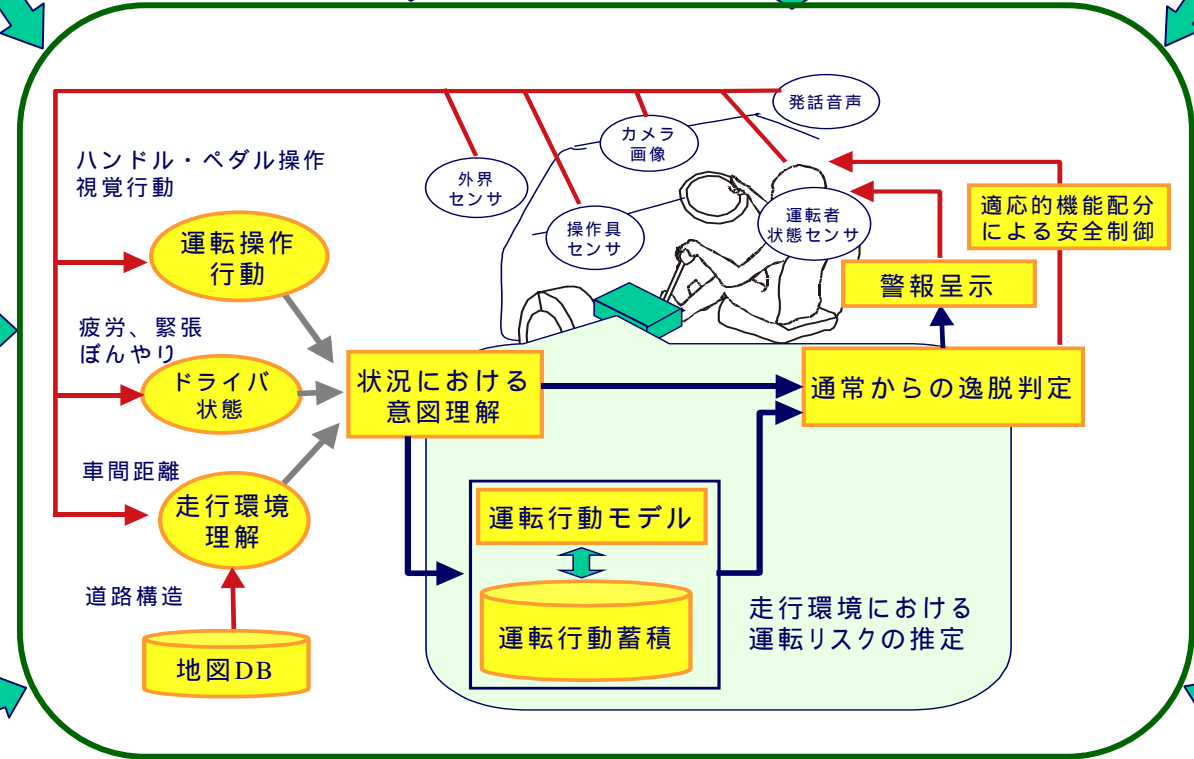 発話音声
カメラ
画像
ハンドル・ペダル操作
視覚行動
外界
センサ
操作具
センサ
運転者
状態センサ
適応的機能配分
による安全制御
運転操作
行動
警報呈示
疲労、緊張
ぼんやり
ドライバ
状態
状況における
意図理解
通常からの逸脱判定
車間距離
走行環境
理解
運転行動モデル
道路構造
運転行動蓄積
走行環境における
運転リスクの推定
地図DB